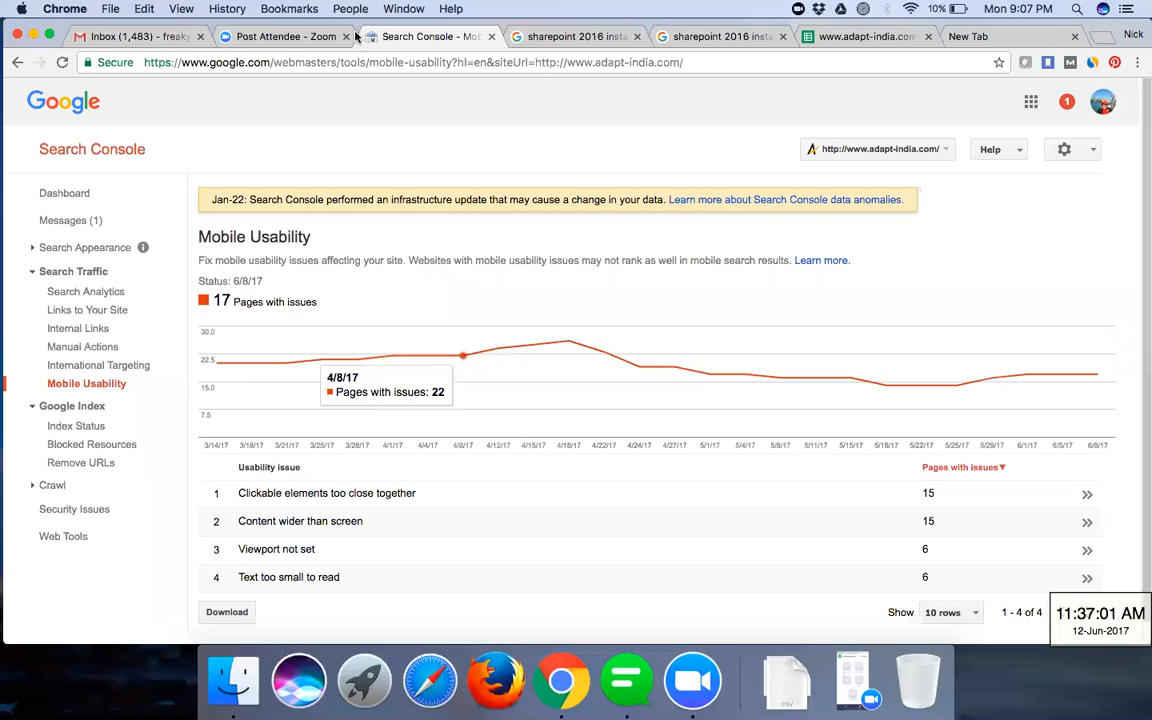 Chrome File Edit View History Bookmarks People Window Help 10% Mon 9:07 PM
Inbox (1,483) - freaky
Post Attendee - Zoom
Search Console - Mob
sharepoint 2016 insta
sharepoint 2016 insta
www.adapt-india.com/
New Tab
Nick
Secure https://www.google.com/webmasters/tools/mobile-usability?hl=en&siteUrl=http://www.adapt-india.com/
Google
1
Search Console
http://www.adapt-india.com/
Help
Dashboard
Messages (1)
Search Appearance
Search Traffic
Search Analytics
Links to Your Site
Internal Links
Manual Actions
International Targeting
Mobile Usability
Google Index
Index Status
Blocked Resources
Remove URLs
Crawl
Security Issues
Web Tools
Jan-22: Search Console performed an infrastructure update that may cause a change in your data. Learn more about Search Console data anomalies.
Mobile Usability
Fix mobile usability issues affecting your site. Websites with mobile usability issues may not rank as well in mobile search results. Learn more.
Status: 6/8/17
17 Pages with issues
30.0
22.5
15.0
7.5
4/8/17
Pages with issues: 22
3/14/17 3/18/17 3/21/17 3/25/17 3/28/17 4/1/17 4/4/17 4/8/17 4/12/17 4/15/17 4/18/17 4/22/17 4/24/17 4/27/17 5/1/17 5/4/17 5/8/17 5/11/17 5/15/17 5/18/17 5/22/17 5/25/17 5/29/17 6/1/17 6/5/17 6/8/17
Usability issue Pages with issues▼
1 Clickable elements too close together 15
2 Content wider than screen 15
3 Viewport not set 6
4 Text too small to read 6
Download
Show 10 rows 1 - 4 of 4
11:37:01 AM
12-Jun-2017
CSV